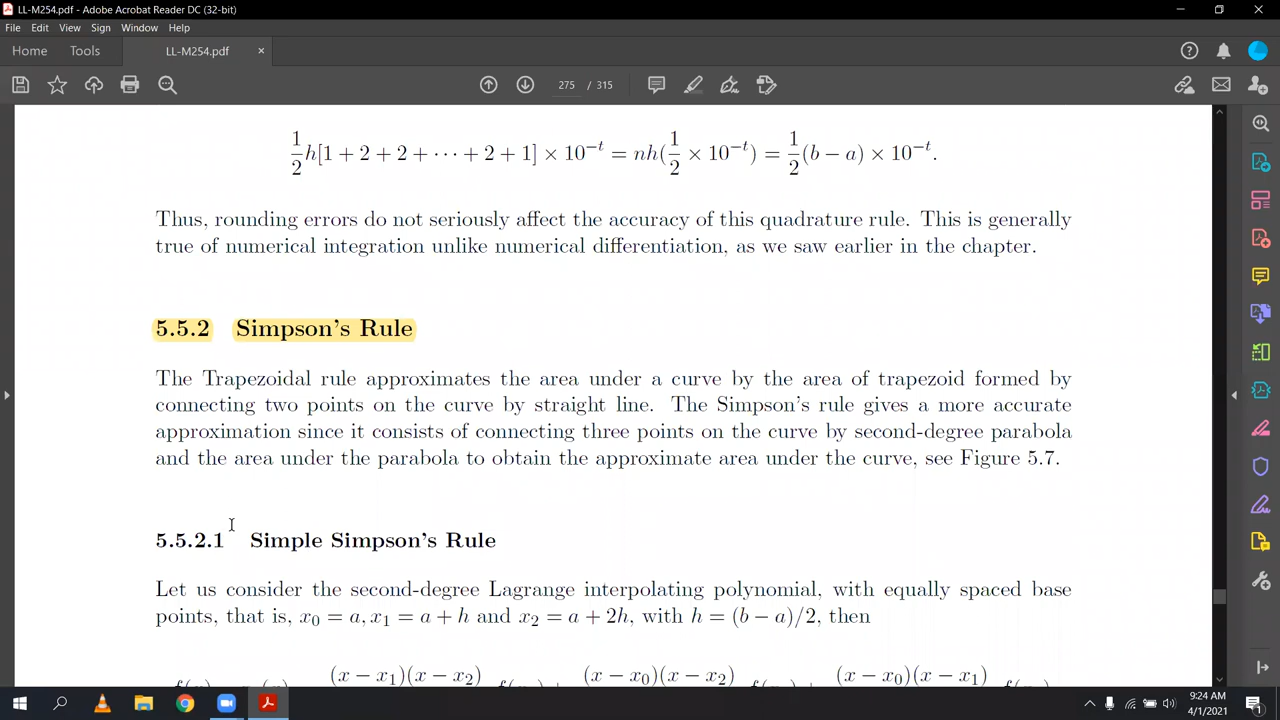 LL-M254.pdf - Adobe Acrobat Reader DC (32-bit)
File Edit View Sign Window Help
Home Tools LL-M254.pdf ×
275 / 315
1/2 h[1 + 2 + 2 + ··· + 2 + 1] × 10^{−t} = nh(1/2 × 10^{−t}) = 1/2 (b − a) × 10^{−t}.
Thus, rounding errors do not seriously affect the accuracy of this quadrature rule. This is generally
true of numerical integration unlike numerical differentiation, as we saw earlier in the chapter.
5.5.2 Simpson's Rule
The Trapezoidal rule approximates the area under a curve by the area of trapezoid formed by
connecting two points on the curve by straight line. The Simpson's rule gives a more accurate
approximation since it consists of connecting three points on the curve by second-degree parabola
and the area under the parabola to obtain the approximate area under the curve, see Figure 5.7.
5.5.2.1 Simple Simpson's Rule
Let us consider the second-degree Lagrange interpolating polynomial, with equally spaced base
points, that is, x₀ = a, x₁ = a + h and x₂ = a + 2h, with h = (b − a)/2, then
(x − x₁)(x − x₂) (x − x₀)(x − x₂) (x − x₀)(x − x₁)
9:24 AM
4/1/2021